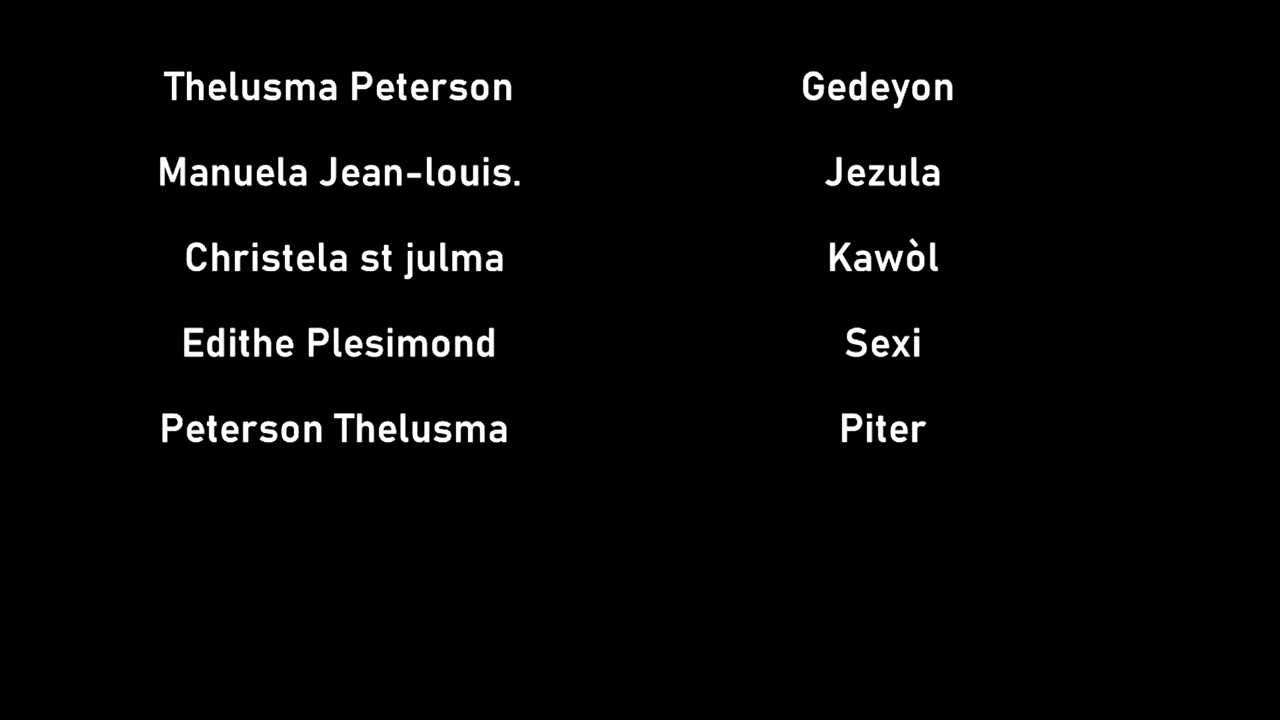 Thelusma Peterson Gedeyon
Manuela Jean-louis. Jezula
Christela st julma Kawòl
Edithe Plesimond Sexi
Peterson Thelusma Piter